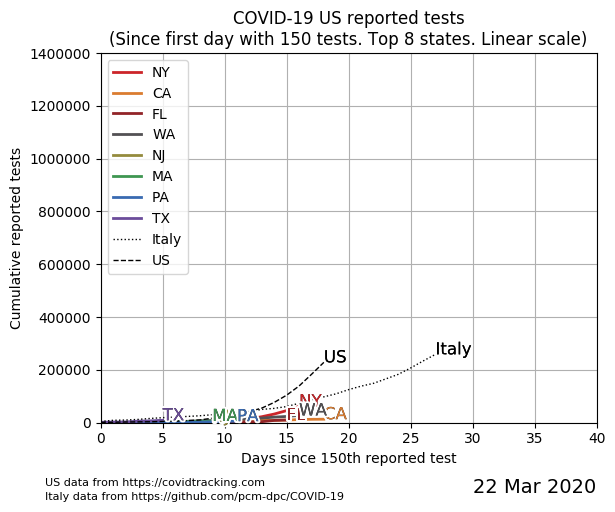 COVID-19 US reported tests
(Since first day with 150 tests. Top 8 states. Linear scale)
1400000
1200000
1000000
800000
600000
400000
200000
0
Cumulative reported tests
NY
CA
FL
WA
NJ
MA
PA
TX
Italy
US
US
Italy
TX
MA
PA
FL
NY
WA
CA
0 5 10 15 20 25 30 35 40
Days since 150th reported test
US data from https://covidtracking.com
Italy data from https://github.com/pcm-dpc/COVID-19
22 Mar 2020